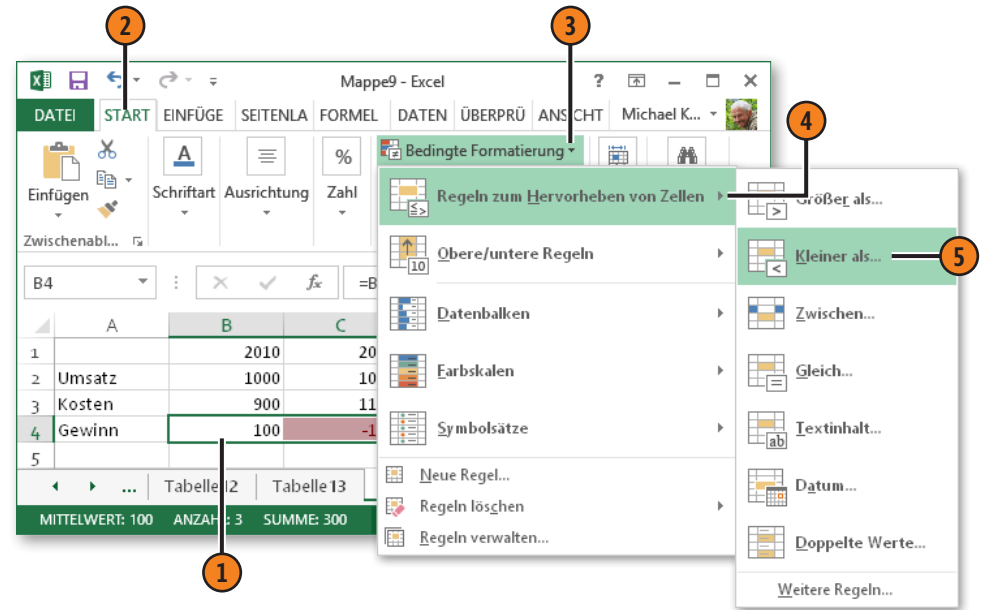 2
3
Mappe9 - Excel
?
DATEI START EINFÜGE SEITENLA FORMEL DATEN ÜBERPRÜ ANSICHT Michael K...
4
Einfügen
Schriftart Ausrichtung Zahl
%
Bedingte Formatierung
Zwischenabl...
Regeln zum Hervorheben von Zellen
Obere/untere Regeln
10
Datenbalken
Farbskalen
Symbolsätze
Neue Regel...
Regeln löschen
Regeln verwalten...
Größer als...
Kleiner als...
5
Zwischen...
Gleich...
Textinhalt...
ab
Datum...
Doppelte Werte...
Weitere Regeln...
B4 fx =B
A B C
1 2010 20
2 Umsatz 1000 10
3 Kosten 900 11
4 Gewinn 100 -1
5
... Tabelle12 Tabelle13
MITTELWERT: 100 ANZAHL: 3 SUMME: 300
1